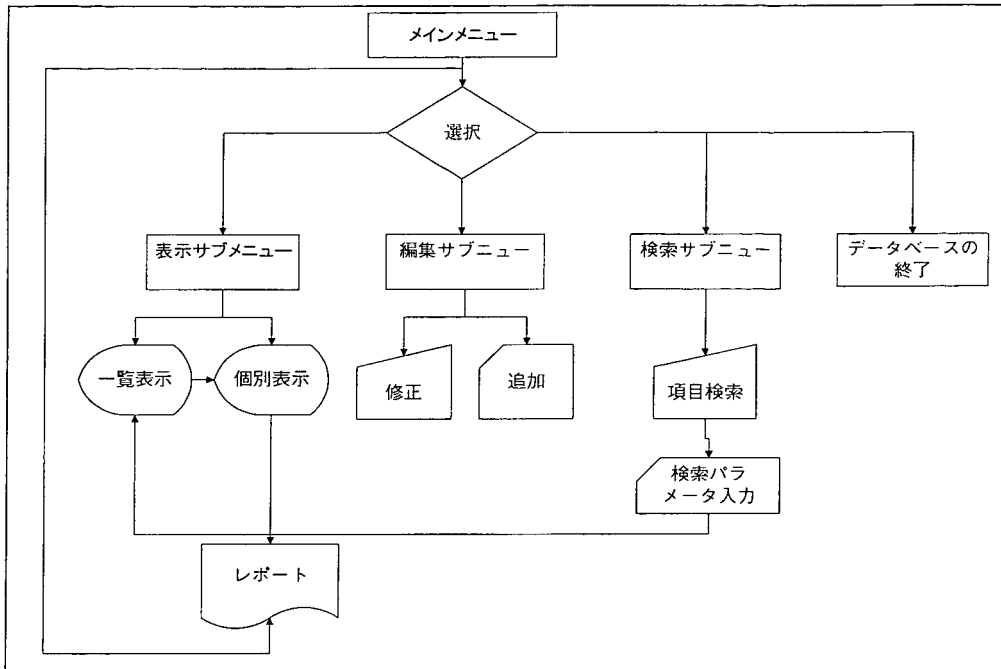 メインメニュー
選択
表示サブメニュー
編集サブニュー
検索サブニュー
データベースの
終了
一覧表示
個別表示
修正
追加
項目検索
検索パラ
メータ入力
レポート